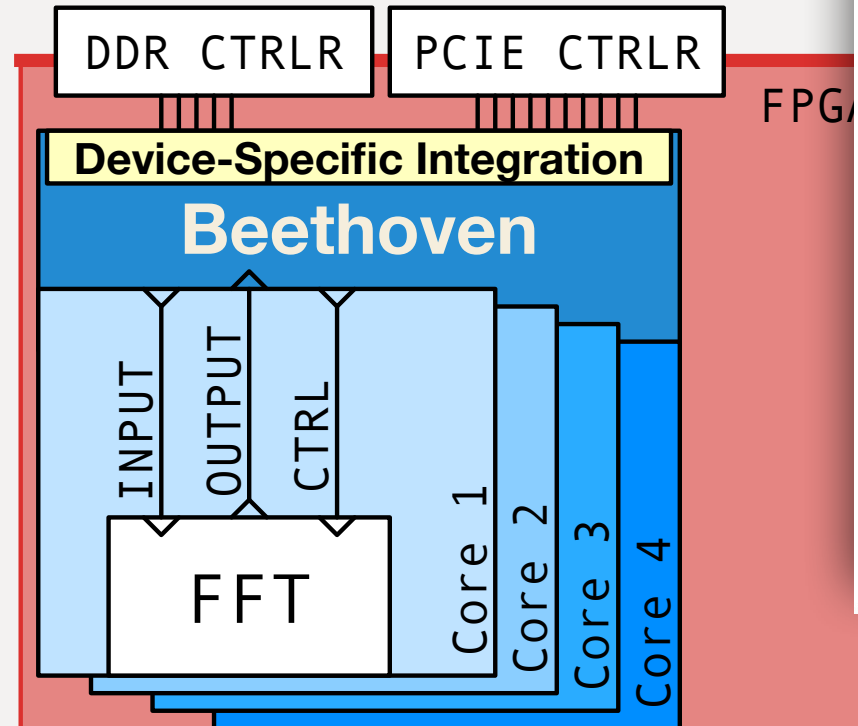 DDR CTRLR
PCIE CTRLR
FPGA
Device-Specific Integration
Beethoven
INPUT
OUTPUT
CTRL
FFT
Core 1
Core 2
Core 3
Core 4